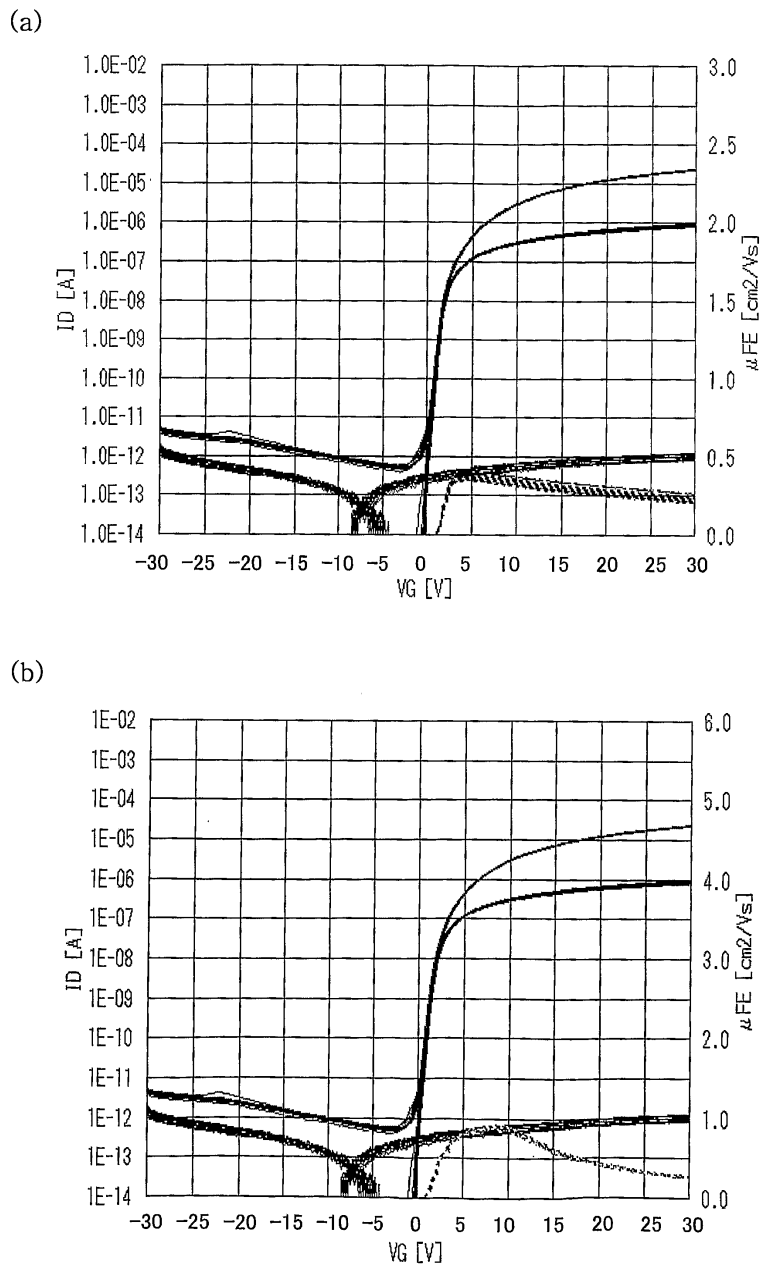 (a)
1.0E-02
1.0E-03
1.0E-04
1.0E-05
1.0E-06
1.0E-07
1.0E-08
1.0E-09
1.0E-10
1.0E-11
1.0E-12
1.0E-13
1.0E-14
ID [A]
3.0
2.5
2.0
1.5
1.0
0.5
0.0
μFE [cm2/Vs]
-30 -25 -20 -15 -10 -5 0 5 10 15 20 25 30
VG [V]
(b)
1E-02
1E-03
1E-04
1E-05
1E-06
1E-07
1E-08
1E-09
1E-10
1E-11
1E-12
1E-13
1E-14
ID [A]
6.0
5.0
4.0
3.0
2.0
1.0
0.0
μFE [cm2/Vs]
-30 -25 -20 -15 -10 -5 0 5 10 15 20 25 30
VG [V]